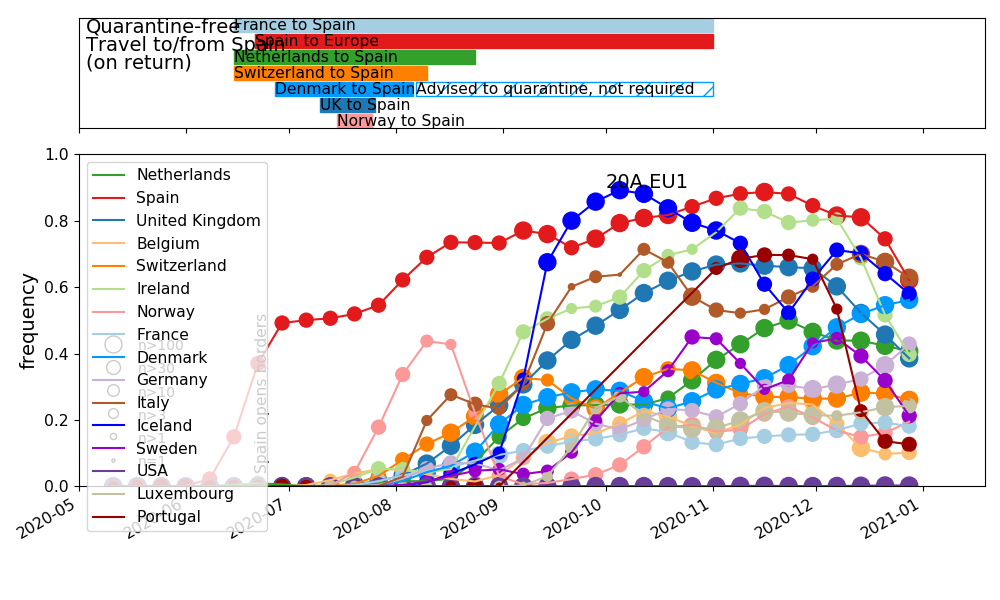 Quarantine-free
Travel to/from Spain
(on return)
France to Spain
Spain to Europe
Netherlands to Spain
Switzerland to Spain
Denmark to Spain
Advised to quarantine, not required
UK to Spain
Norway to Spain
20A.EU1
frequency
1.0
0.8
0.6
0.4
0.2
0.0
Netherlands
Spain
United Kingdom
Belgium
Switzerland
Ireland
Norway
France
Denmark
Germany
Italy
Iceland
Sweden
USA
Luxembourg
Portugal
n>100
n>30
n>10
n>3
n>1
n=1
Spain opens borders
2020-05
2020-06
2020-07
2020-08
2020-09
2020-10
2020-11
2020-12
2021-01